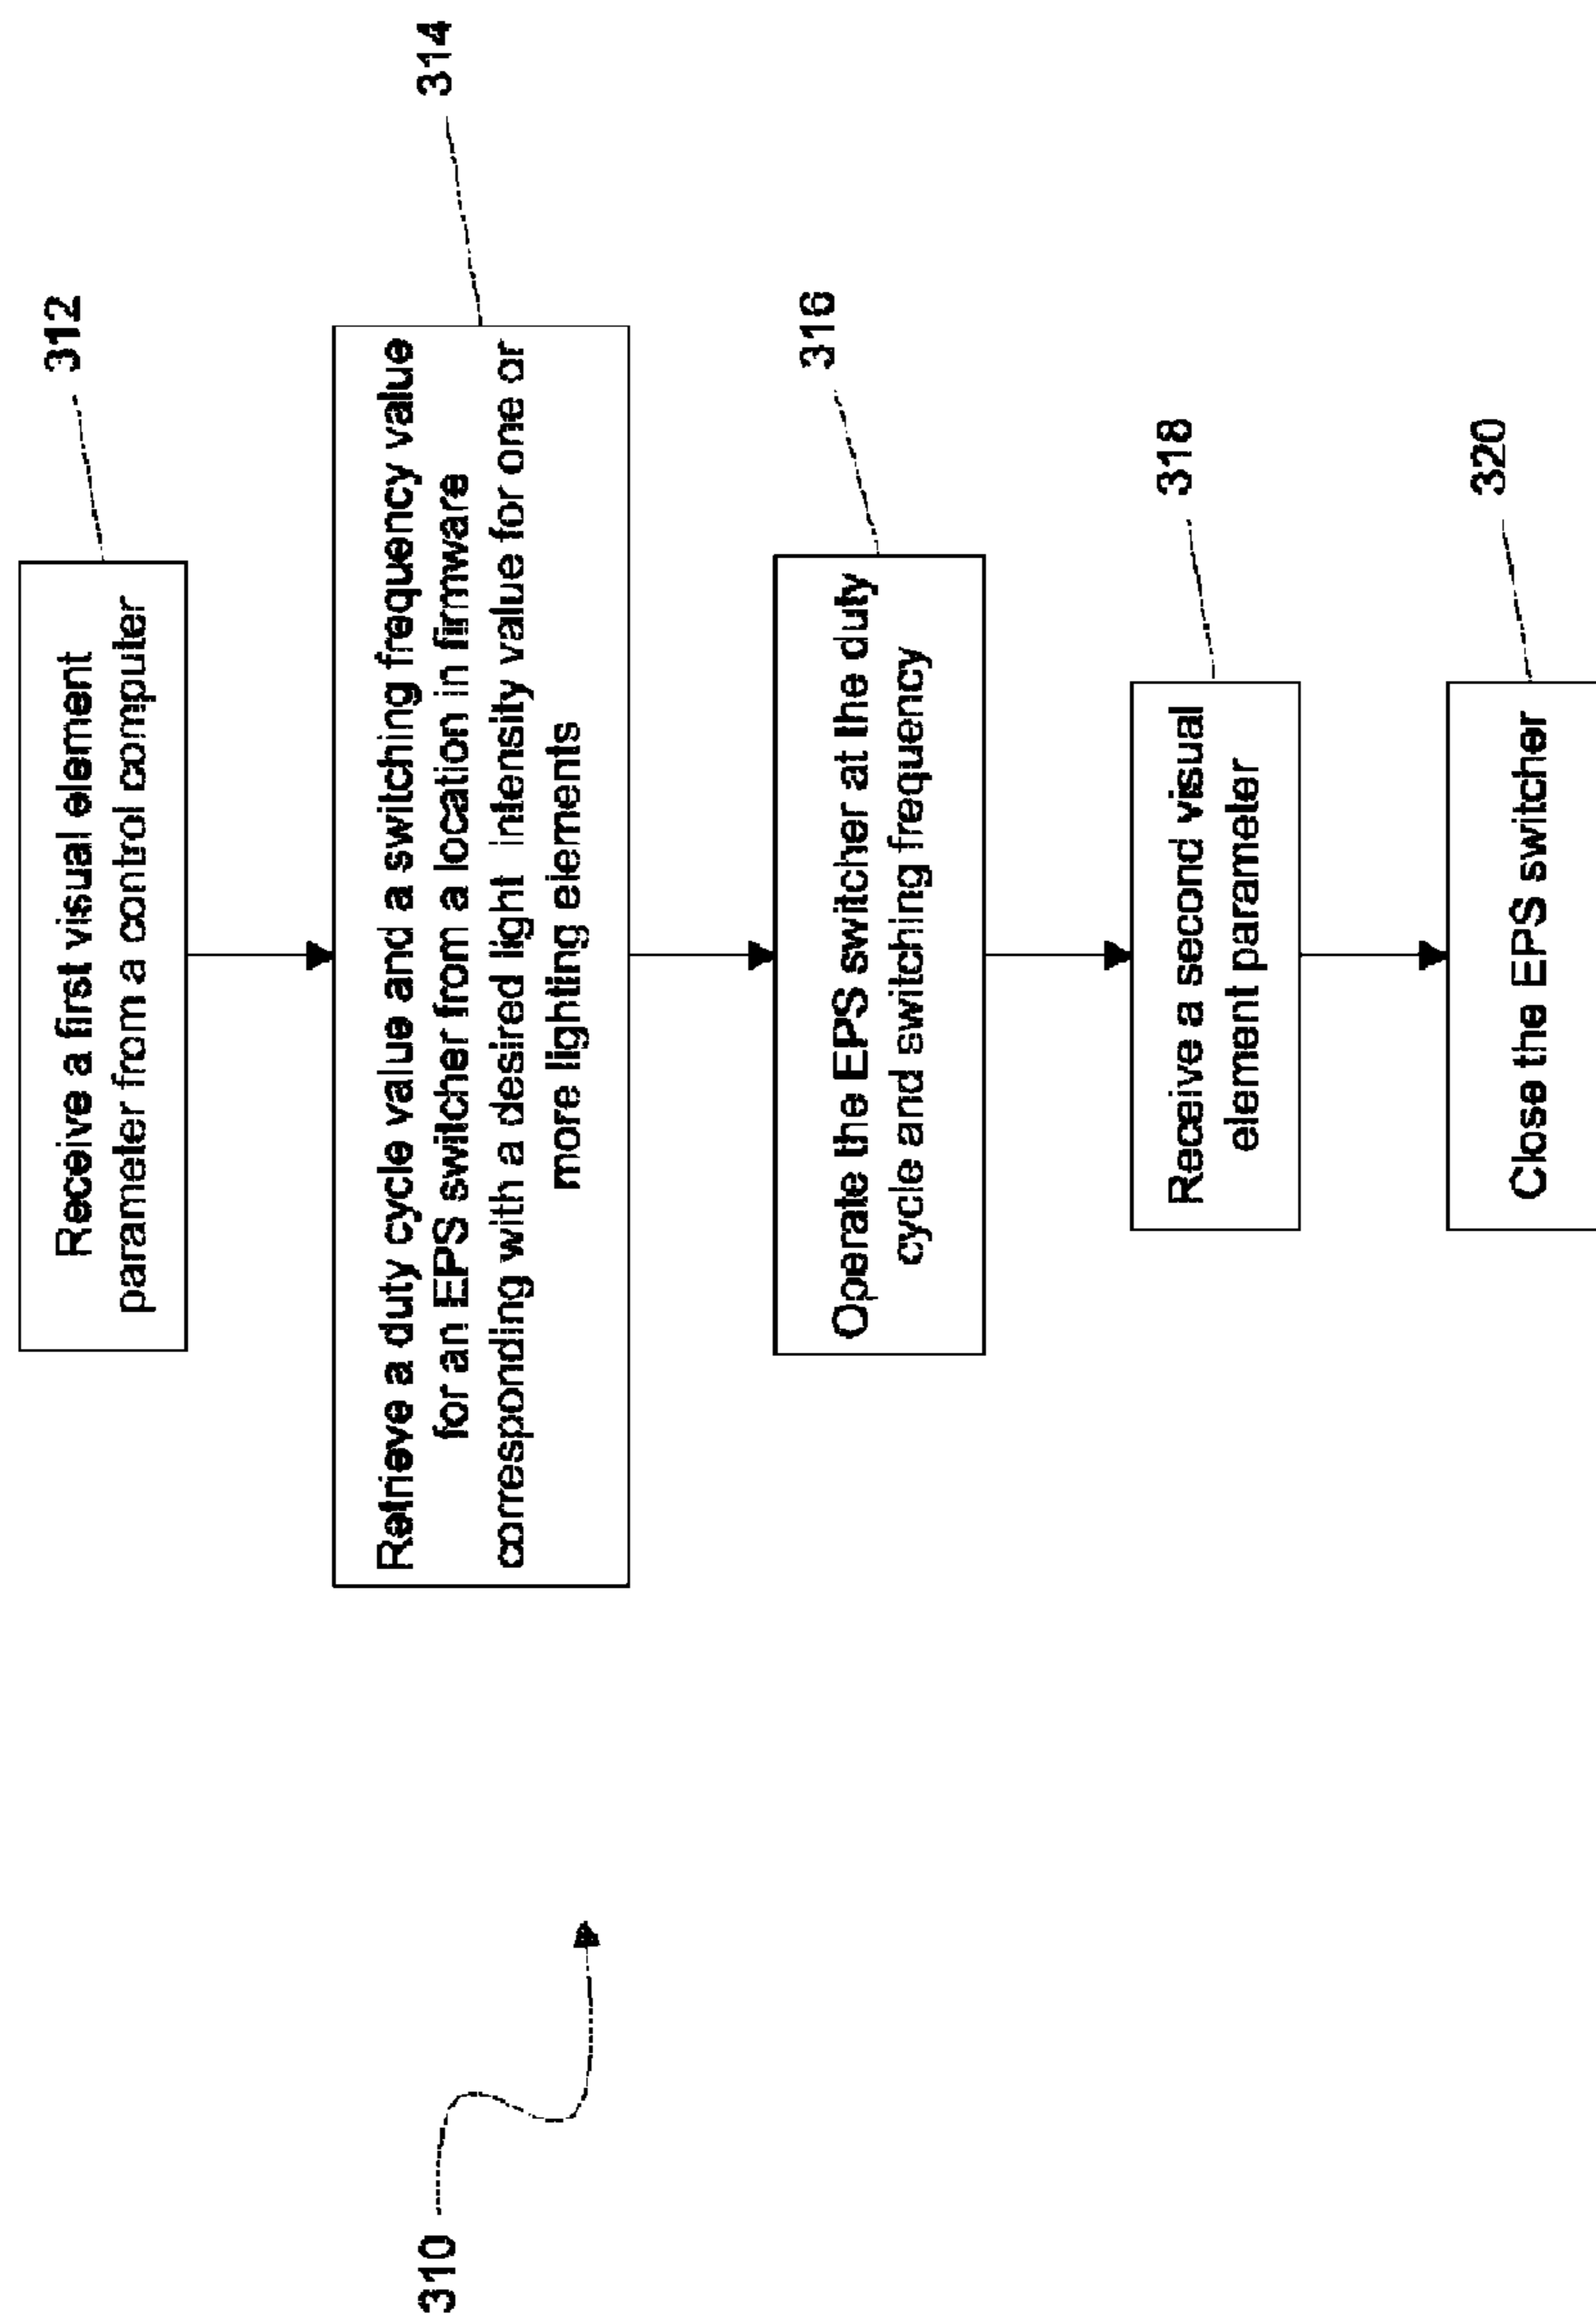 310
312
Receive a first visual element
parameter from a control computer
314
Retrieve a duty cycle value and a switching frequency value
for an EPS switcher from a location in firmware
corresponding with a desired light intensity value for one or
more lighting elements
316
Operate the EPS switcher at the duty
cycle and switching frequency
318
Receive a second visual
element parameter
320
Close the EPS switcher